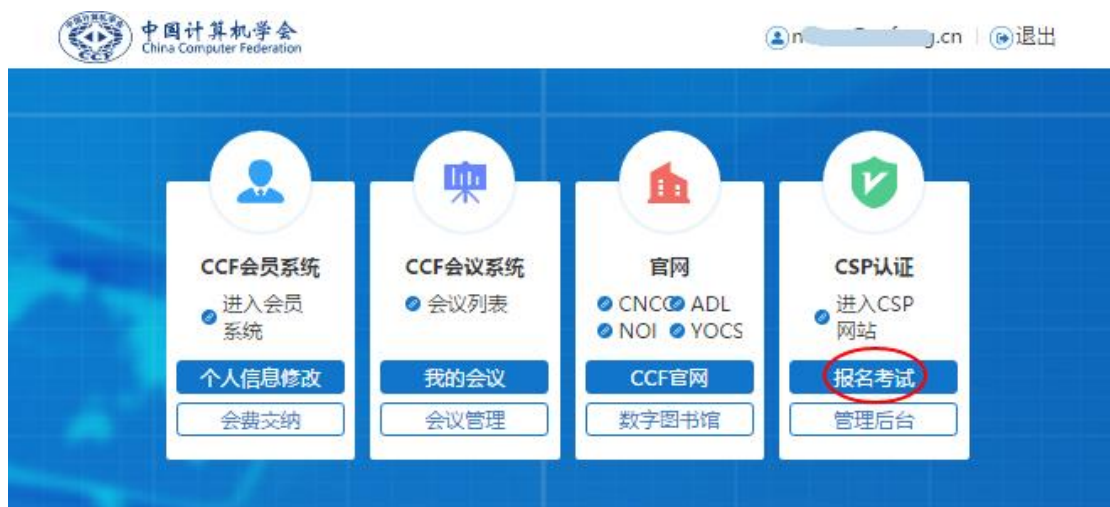 中国计算机学会
China Computer Federation
n .cn 退出
CCF会员系统
进入会员
系统
个人信息修改
会费交纳
CCF会议系统
会议列表
我的会议
会议管理
官网
CNCC ADL
NOI YOCS
CCF官网
数字图书馆
CSP认证
进入CSP
网站
报名考试
管理后台